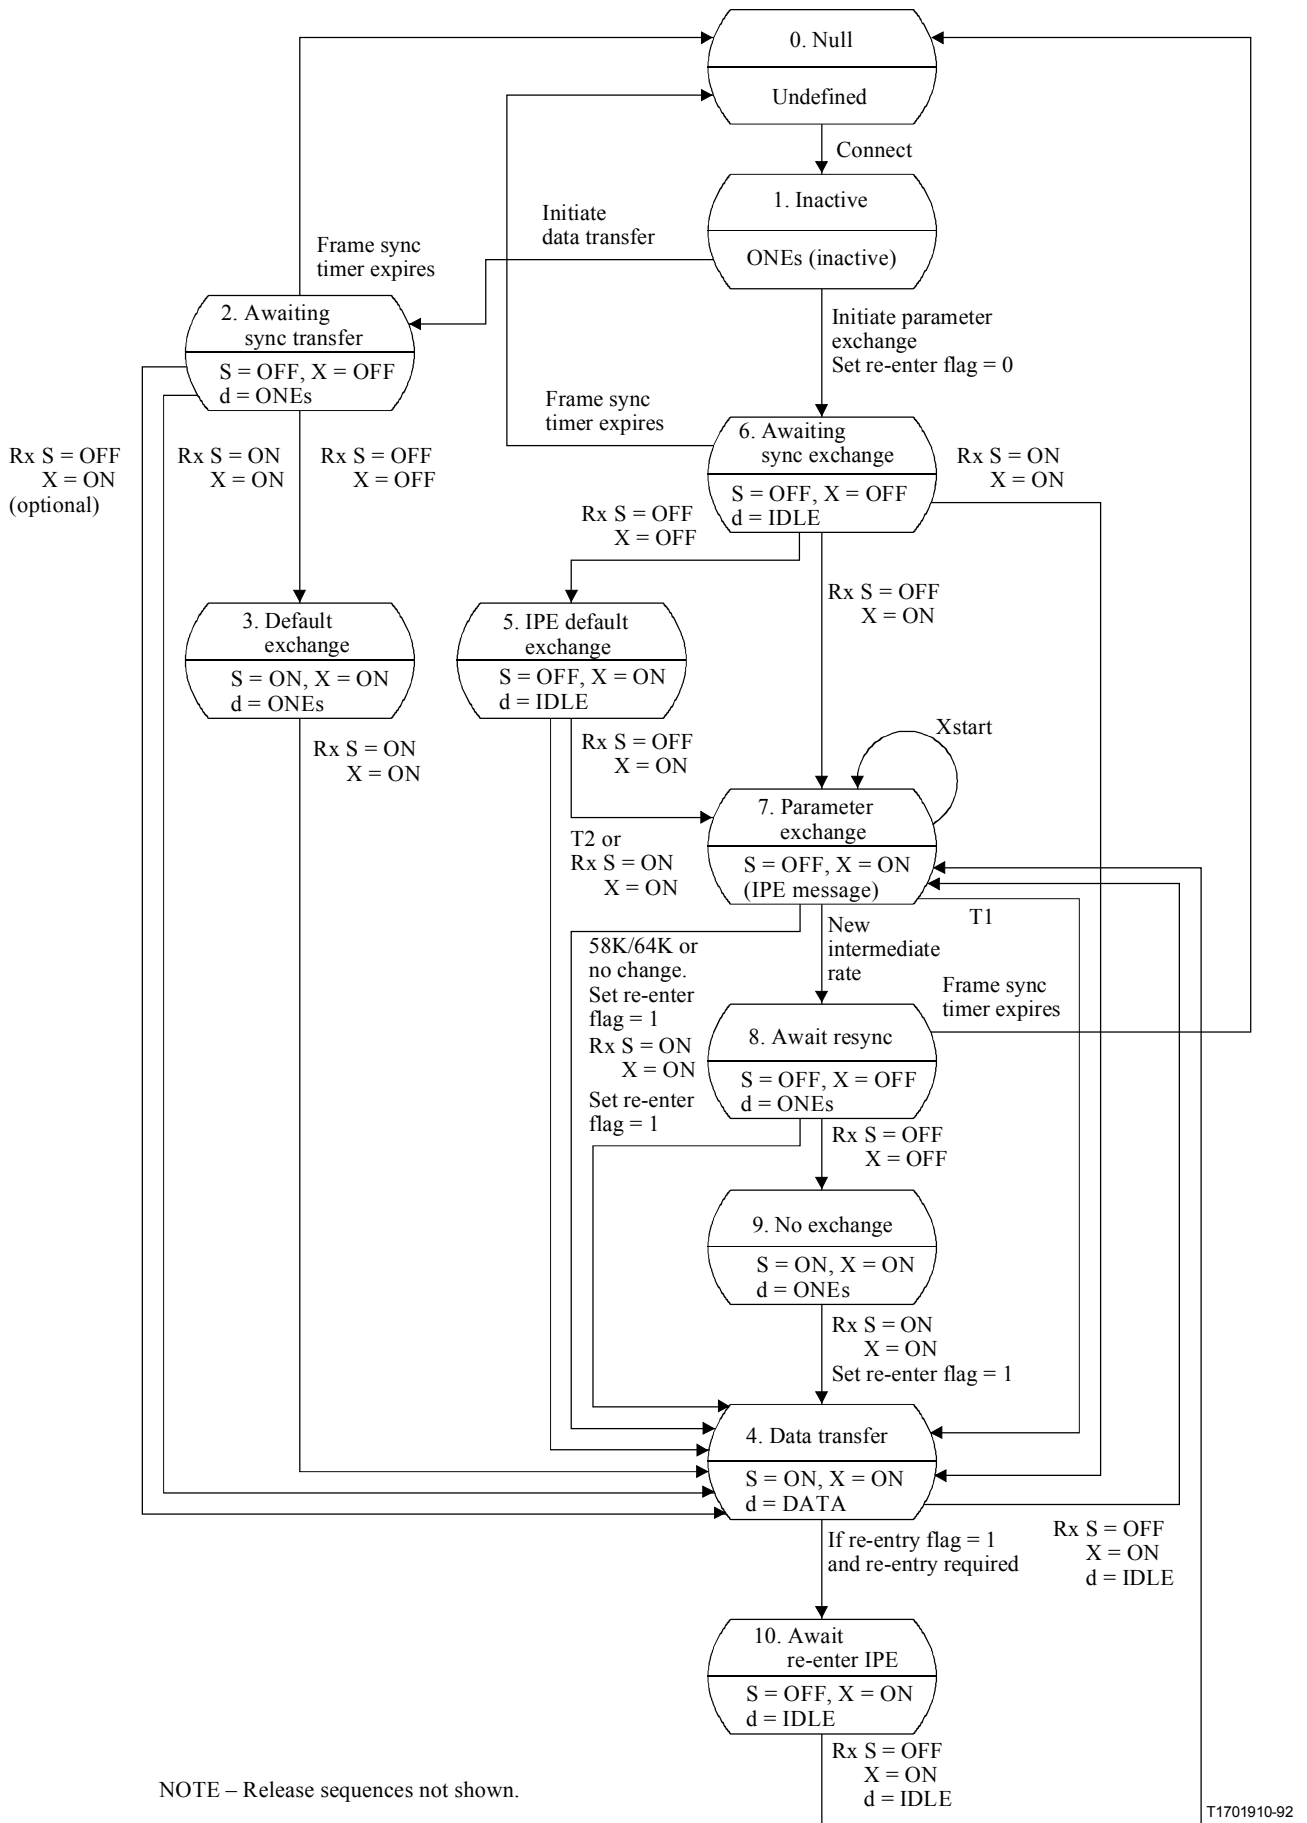 0. Null
Undefined
Connect
1. Inactive
ONEs (inactive)
Initiate
data transfer
Frame sync
timer expires
2. Awaiting
sync transfer
S = OFF, X = OFF
d = ONEs
Initiate parameter
exchange
Set re-enter flag = 0
Frame sync
timer expires
6. Awaiting
sync exchange
S = OFF, X = OFF
d = IDLE
Rx S = OFF
X = ON
(optional)
Rx S = ON
X = ON
Rx S = OFF
X = OFF
Rx S = ON
X = ON
Rx S = OFF
X = OFF
Rx S = OFF
X = ON
3. Default
exchange
S = ON, X = ON
d = ONEs
5. IPE default
exchange
S = OFF, X = ON
d = IDLE
Rx S = ON
X = ON
Rx S = OFF
X = ON
Xstart
7. Parameter
exchange
S = OFF, X = ON
(IPE message)
T2 or
Rx S = ON
X = ON
T1
New
intermediate
rate
58K/64K or
no change.
Set re-enter
flag = 1
Frame sync
timer expires
8. Await resync
S = OFF, X = OFF
d = ONEs
Rx S = ON
X = ON
Set re-enter
flag = 1
Rx S = OFF
X = OFF
9. No exchange
S = ON, X = ON
d = ONEs
Rx S = ON
X = ON
Set re-enter flag = 1
4. Data transfer
S = ON, X = ON
d = DATA
If re-entry flag = 1
and re-entry required
Rx S = OFF
X = ON
d = IDLE
10. Await
re-enter IPE
S = OFF, X = ON
d = IDLE
Rx S = OFF
X = ON
d = IDLE
NOTE – Release sequences not shown.
T1701910-92